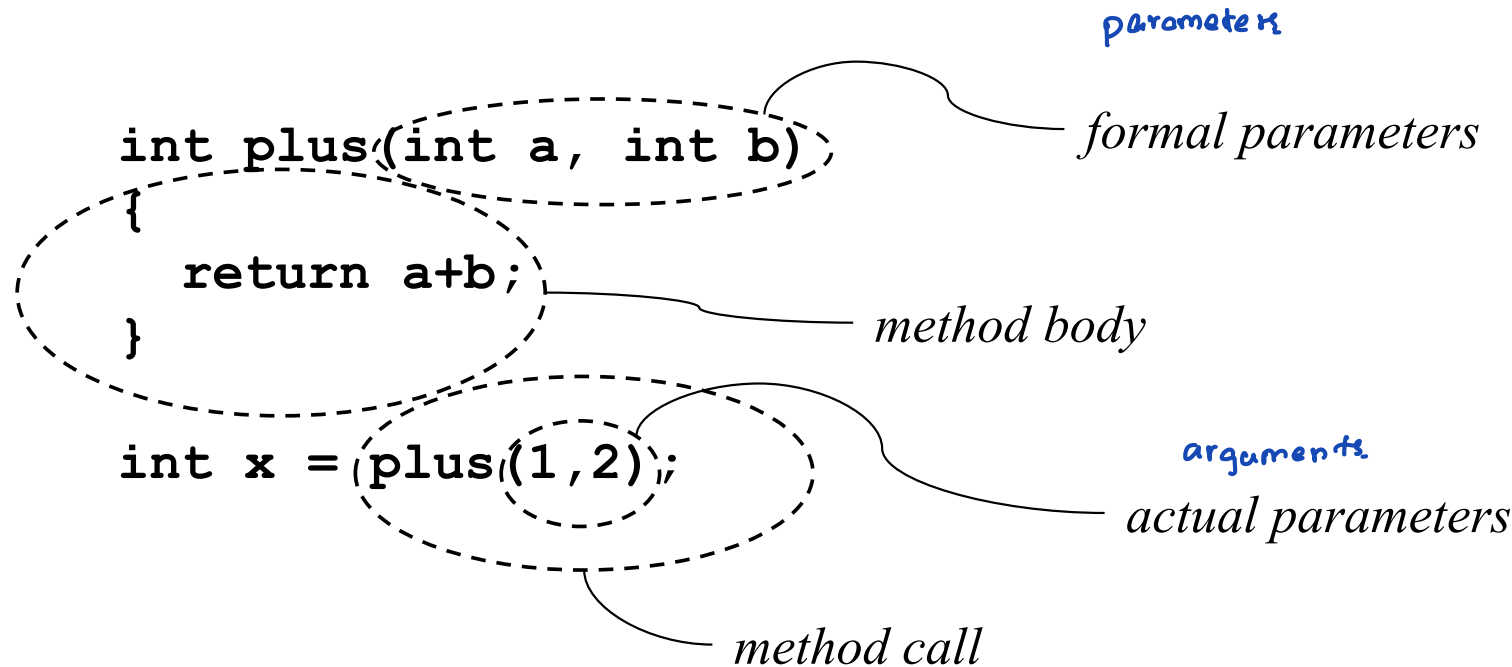 parameters
int plus(int a, int b)
formal parameters
{
return a+b;
}
method body
int x = plus(1,2);
arguments
actual parameters
method call